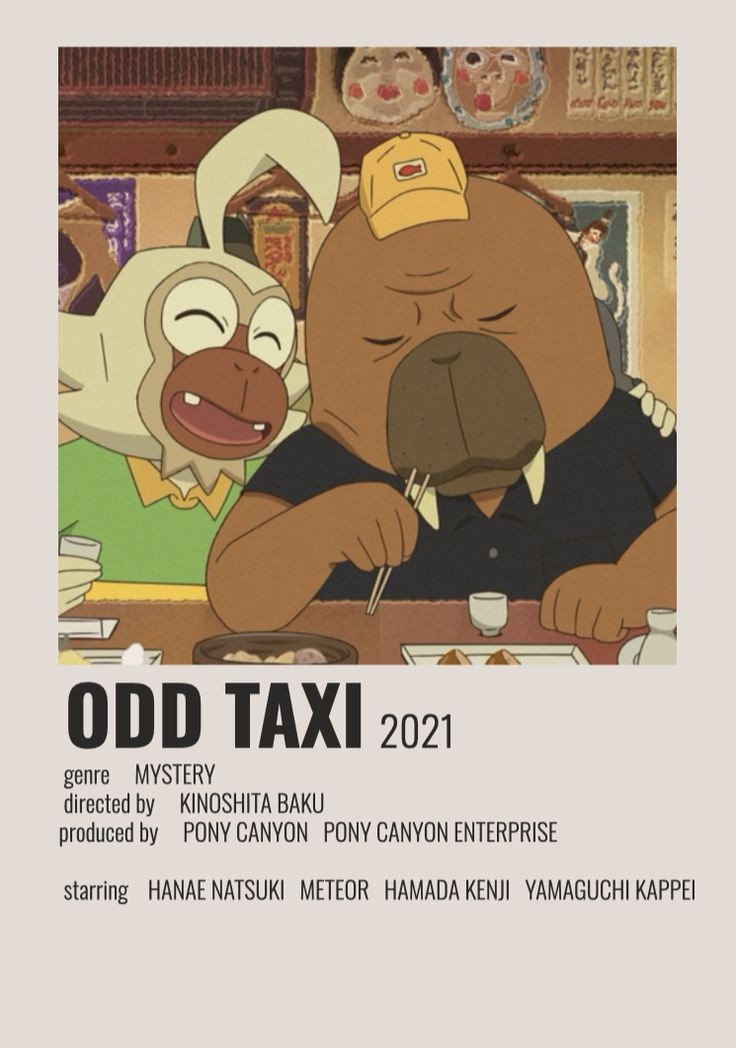 ODD TAXI 2021
genre MYSTERY
directed by KINOSHITA BAKU
produced by PONY CANYON PONY CANYON ENTERPRISE
starring HANAE NATSUKI METEOR HAMADA KENJI YAMAGUCHI KAPPEI